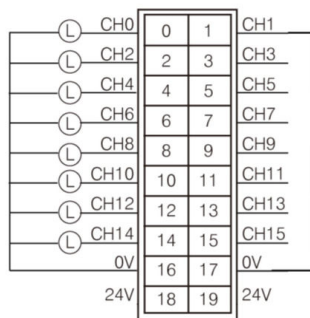 L CH0 0 1 CH1
L CH2 2 3 CH3
L CH4 4 5 CH5
L CH6 6 7 CH7
L CH8 8 9 CH9
L CH10 10 11 CH11
L CH12 12 13 CH13
L CH14 14 15 CH15
0V 16 17 0V
24V 18 19 24V